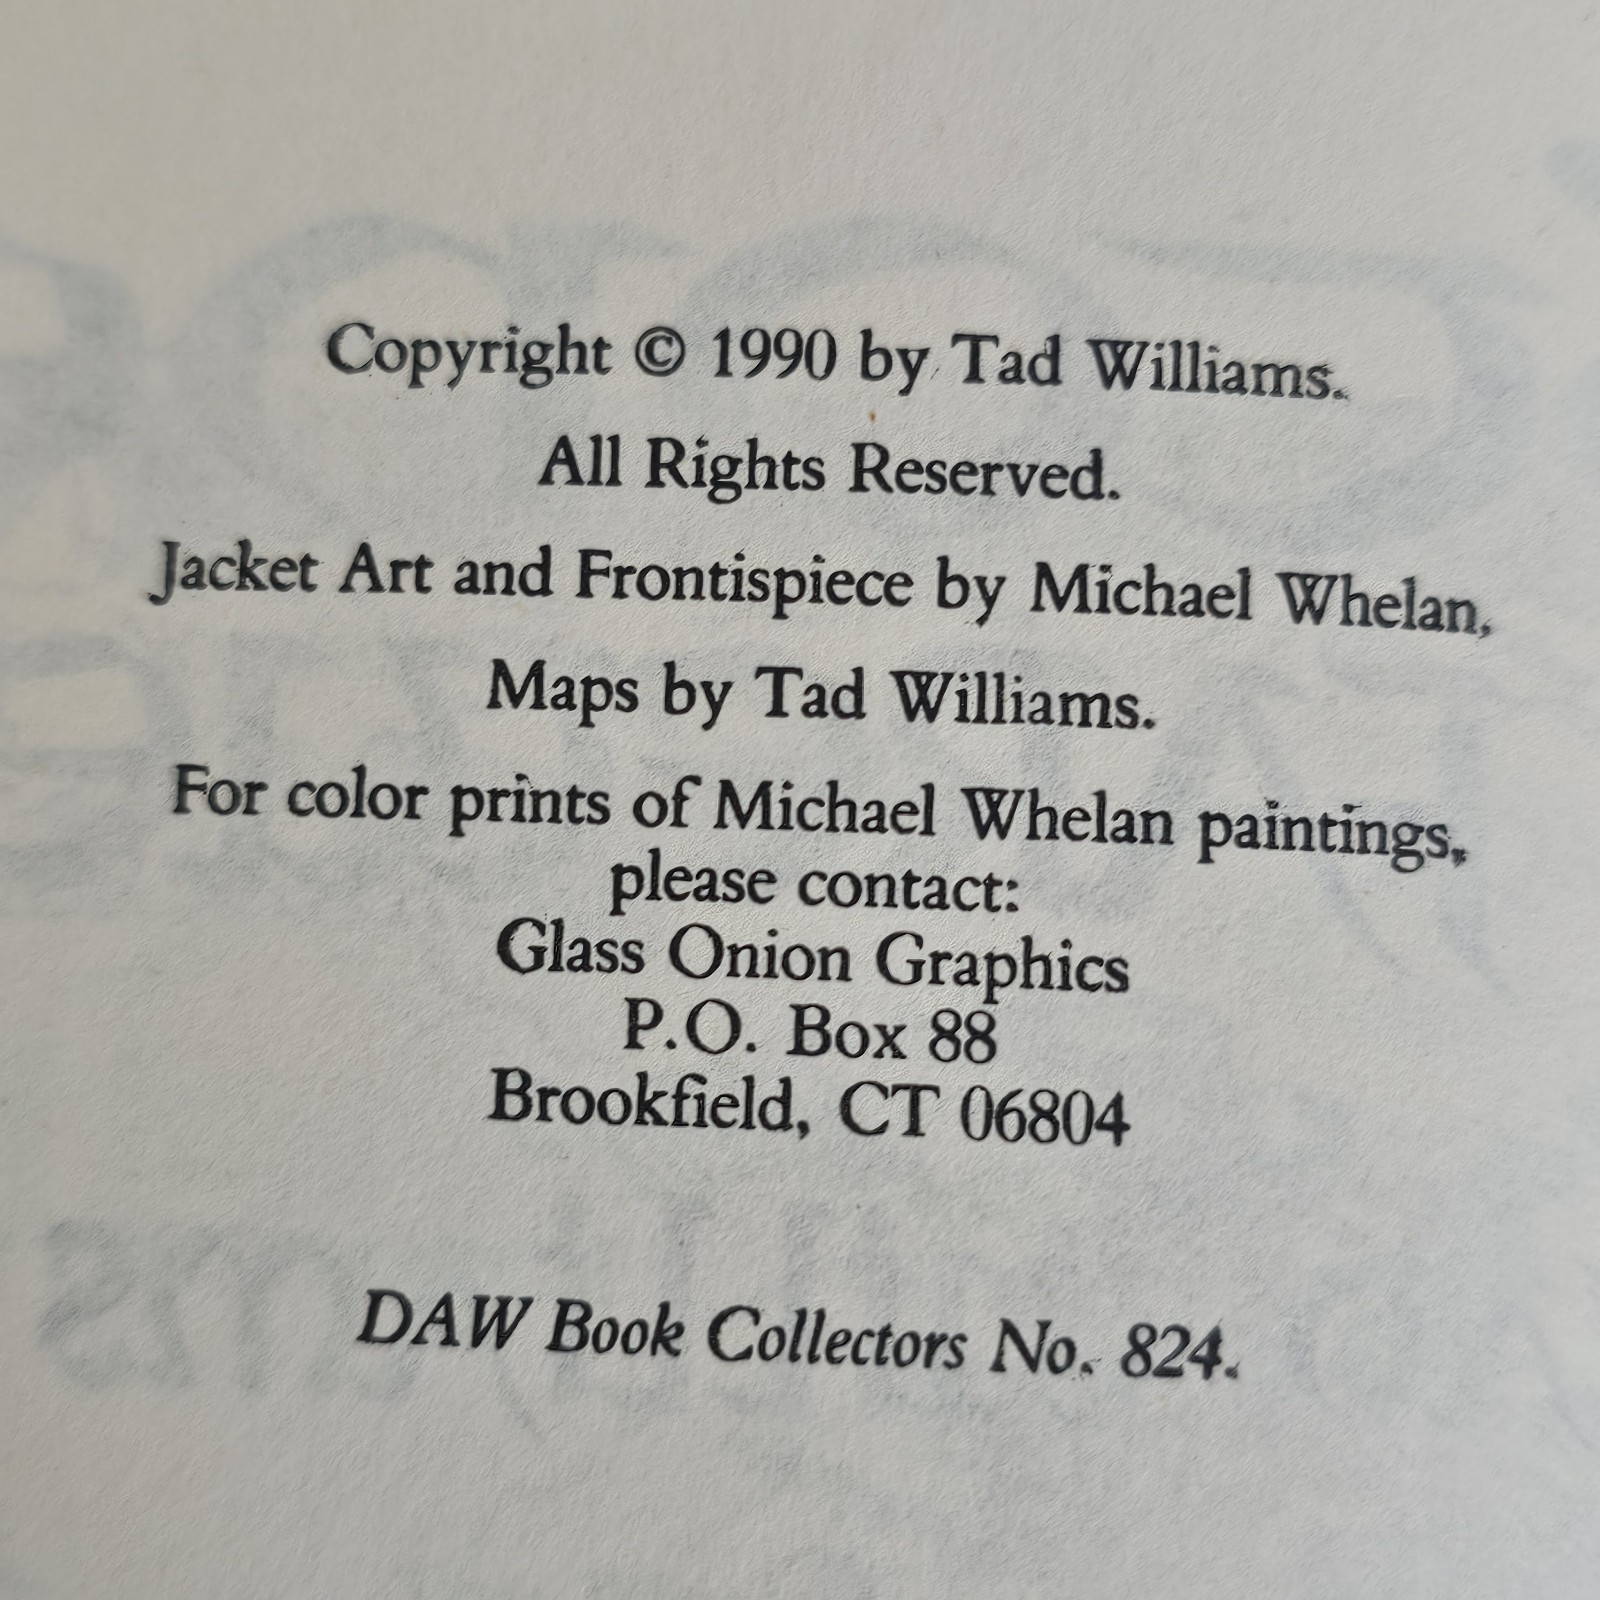 Copyright © 1990 by Tad Williams.
All Rights Reserved.
Jacket Art and Frontispiece by Michael Whelan,
Maps by Tad Williams.
For color prints of Michael Whelan paintings,
please contact:
Glass Onion Graphics
P.O. Box 88
Brookfield, CT 06804
DAW Book Collectors No. 824.